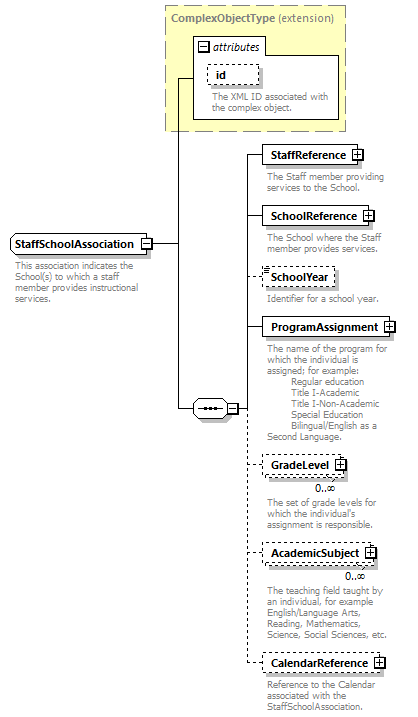 ComplexObjectType (extension)
attributes
id
The XML ID associated with
the complex object.
StaffReference
The Staff member providing
services to the School.
SchoolReference
The School where the Staff
member provides services.
StaffSchoolAssociation
This association indicates the
School(s) to which a staff
member provides instructional
services.
SchoolYear
Identifier for a school year.
ProgramAssignment
The name of the program for
which the individual is
assigned; for example:
Regular education
Title I-Academic
Title I-Non-Academic
Special Education
Bilingual/English as a
Second Language.
GradeLevel
0..∞
The set of grade levels for
which the individual's
assignment is responsible.
AcademicSubject
0..∞
The teaching field taught by
an individual, for example
English/Language Arts,
Reading, Mathematics,
Science, Social Sciences, etc.
CalendarReference
Reference to the Calendar
associated with the
StaffSchoolAssociation.